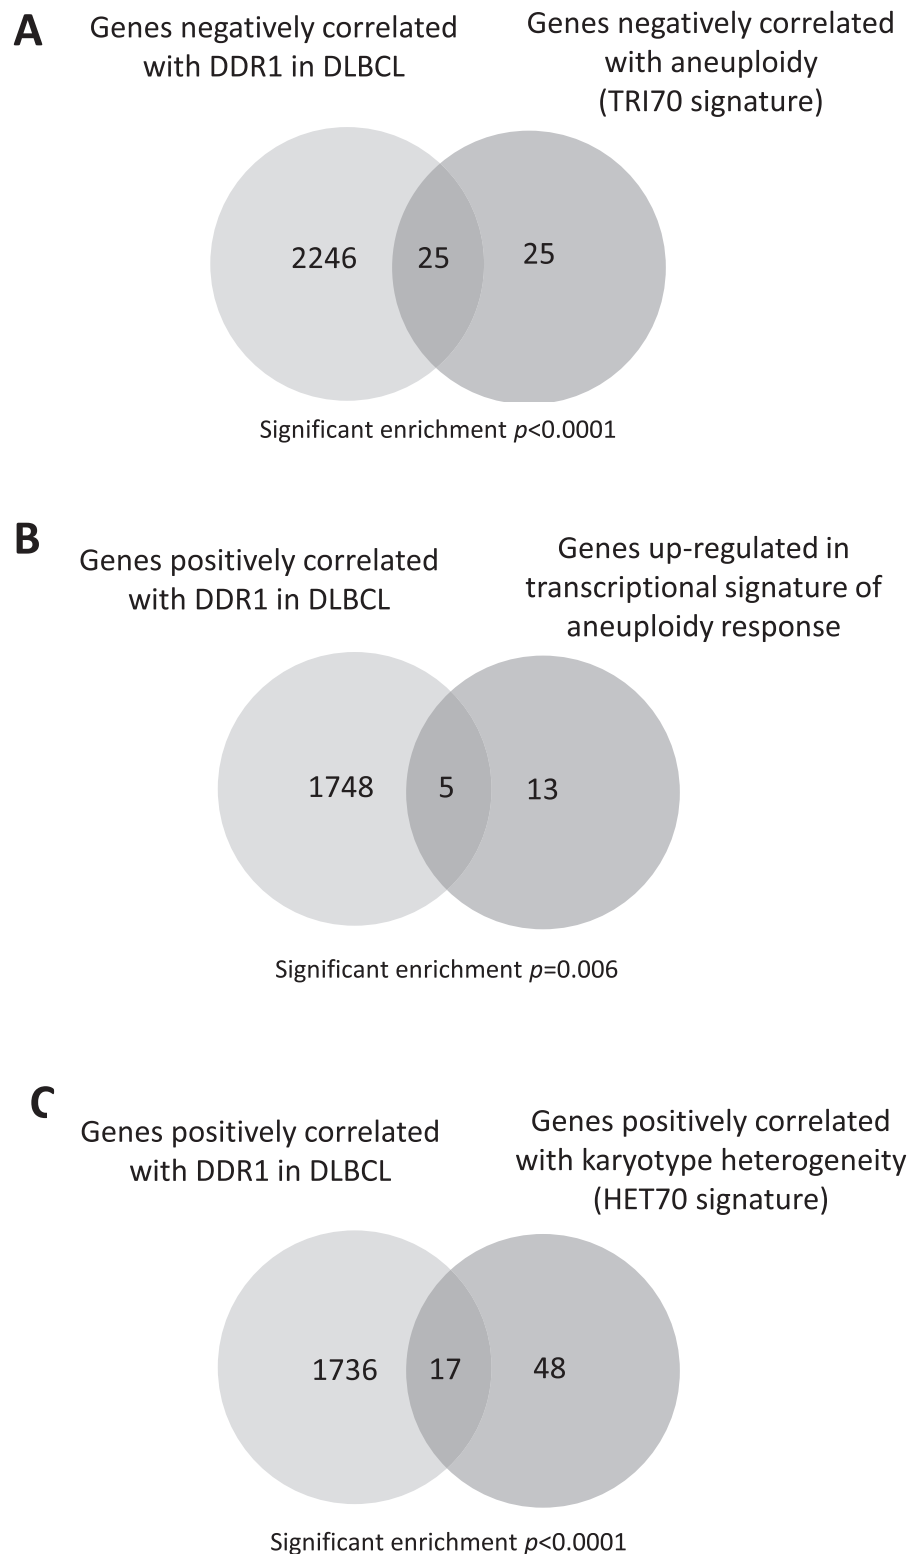 A
Genes negatively correlated
with DDR1 in DLBCL
Genes negatively correlated
with aneuploidy
(TRI70 signature)
2246
25
25
Significant enrichment p<0.0001
B
Genes positively correlated
with DDR1 in DLBCL
Genes up-regulated in
transcriptional signature of
aneuploidy response
1748
5
13
Significant enrichment p=0.006
C
Genes positively correlated
with DDR1 in DLBCL
Genes positively correlated
with karyotype heterogeneity
(HET70 signature)
1736
17
48
Significant enrichment p<0.0001